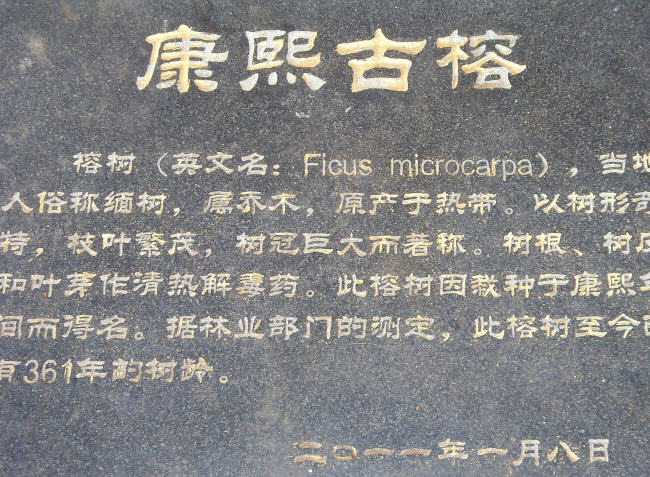 康熙古榕
榕树（英文名：Ficus microcarpa），当地
人俗称缅树，属乔木，原产于热带。以树形奇
特，枝叶繁茂，树冠巨大而著称。树根、树皮
和叶芽作清热解毒药。此榕树因栽种于康熙年
间而得名。据林业部门的测定，此榕树至今已
有361年的树龄。
二〇一一年一月八日